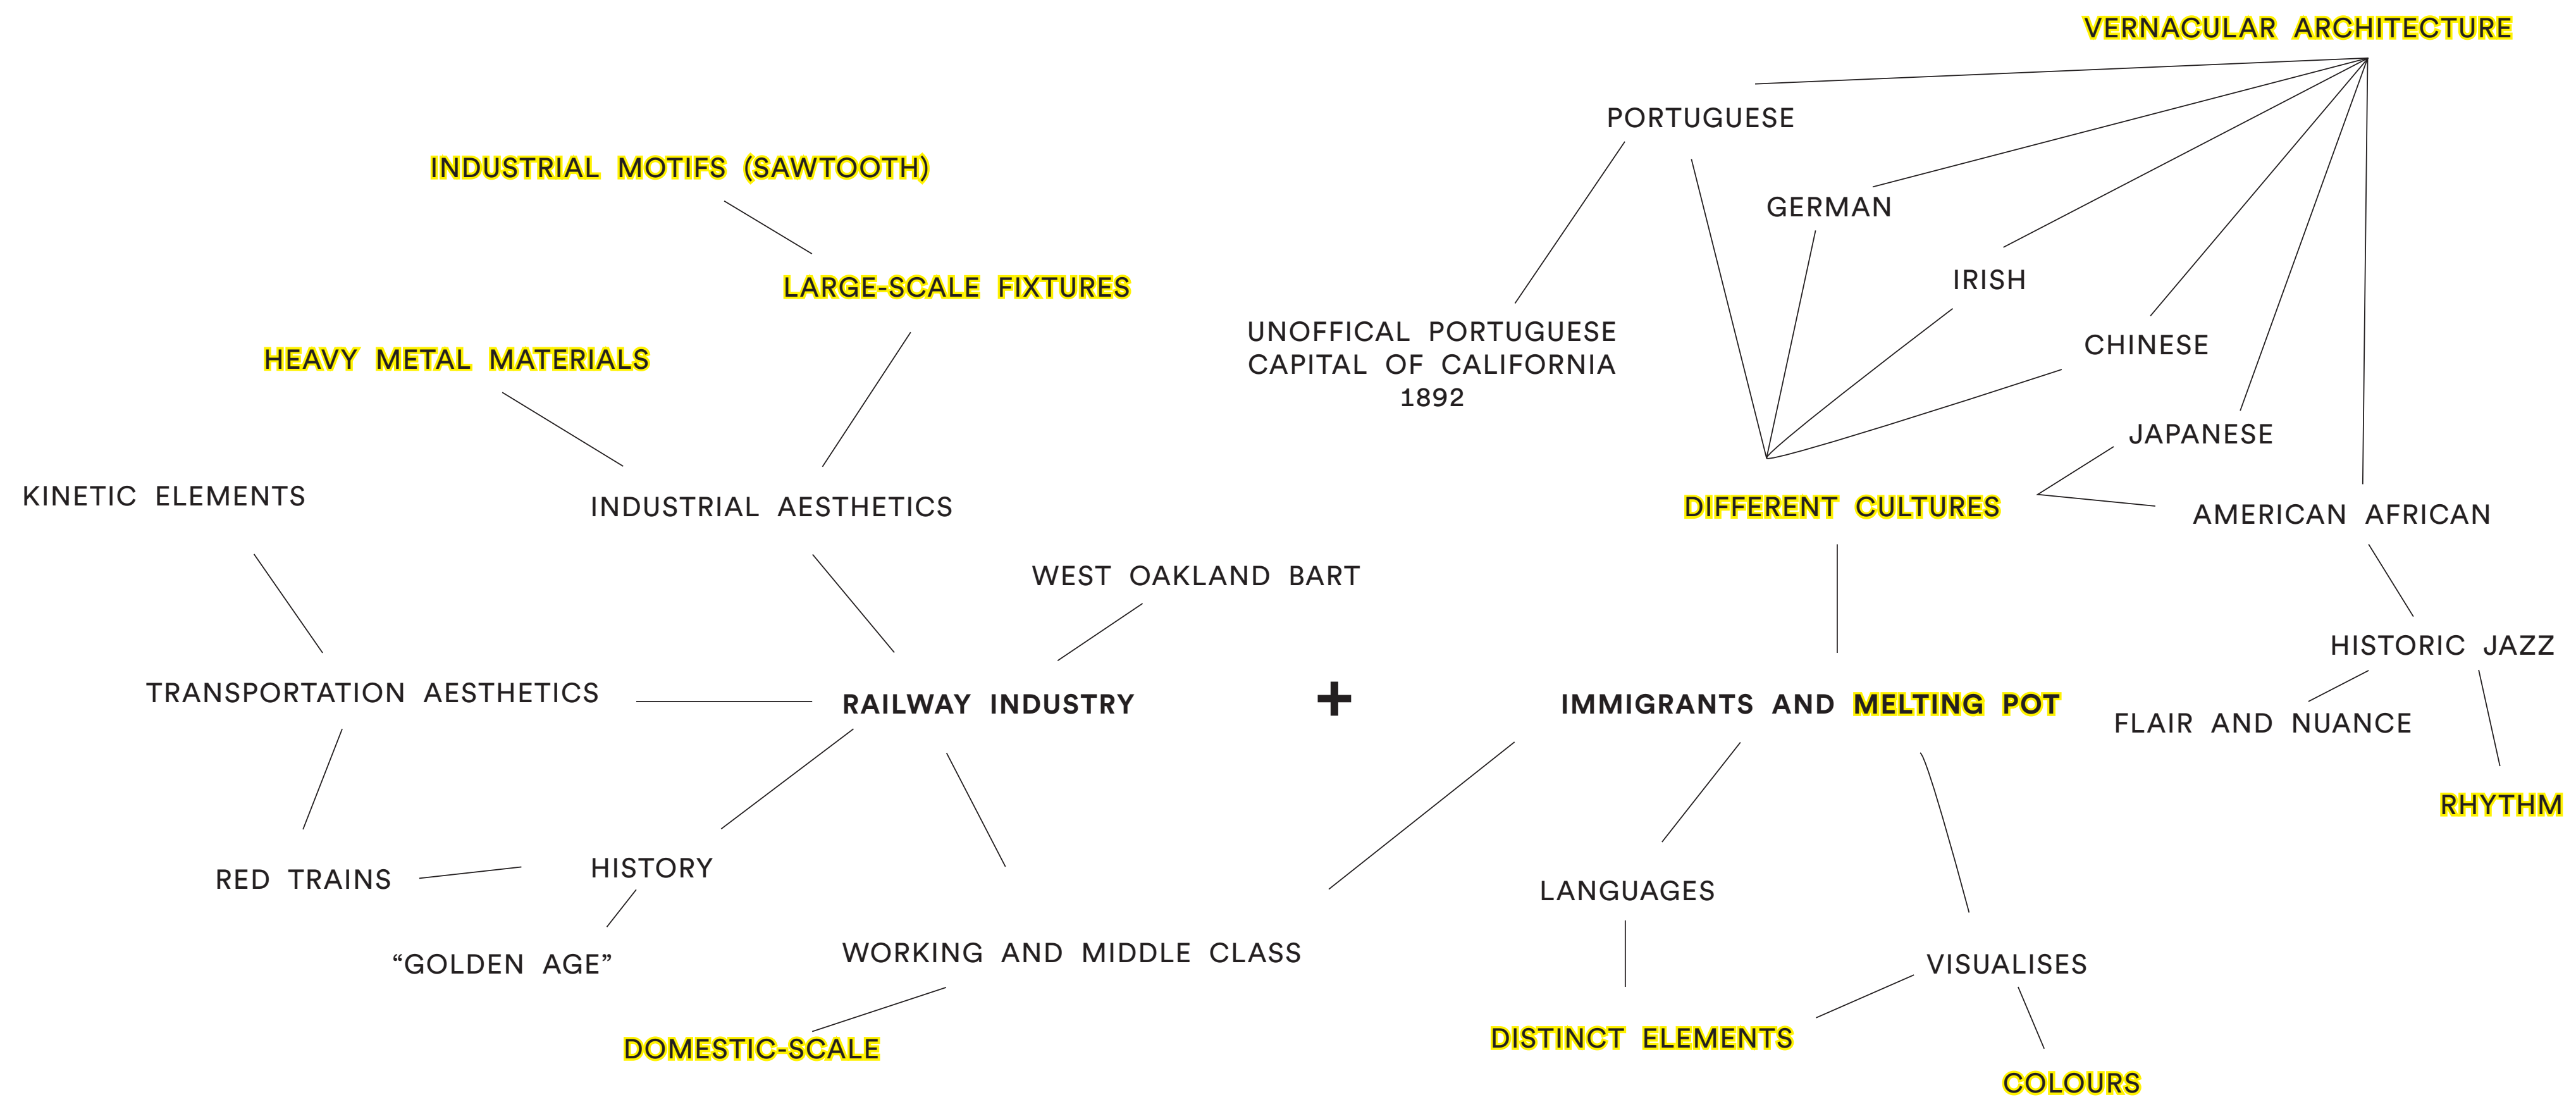 VERNACULAR ARCHITECTURE
PORTUGUESE
INDUSTRIAL MOTIFS (SAWTOOTH)
GERMAN
IRISH
LARGE-SCALE FIXTURES
UNOFFICAL PORTUGUESE
CAPITAL OF CALIFORNIA
1892
CHINESE
HEAVY METAL MATERIALS
JAPANESE
KINETIC ELEMENTS
INDUSTRIAL AESTHETICS
DIFFERENT CULTURES
AMERICAN AFRICAN
WEST OAKLAND BART
HISTORIC JAZZ
TRANSPORTATION AESTHETICS
RAILWAY INDUSTRY
+
IMMIGRANTS AND MELTING POT
FLAIR AND NUANCE
RHYTHM
RED TRAINS
HISTORY
LANGUAGES
“GOLDEN AGE”
WORKING AND MIDDLE CLASS
VISUALISES
DOMESTIC-SCALE
DISTINCT ELEMENTS
COLOURS